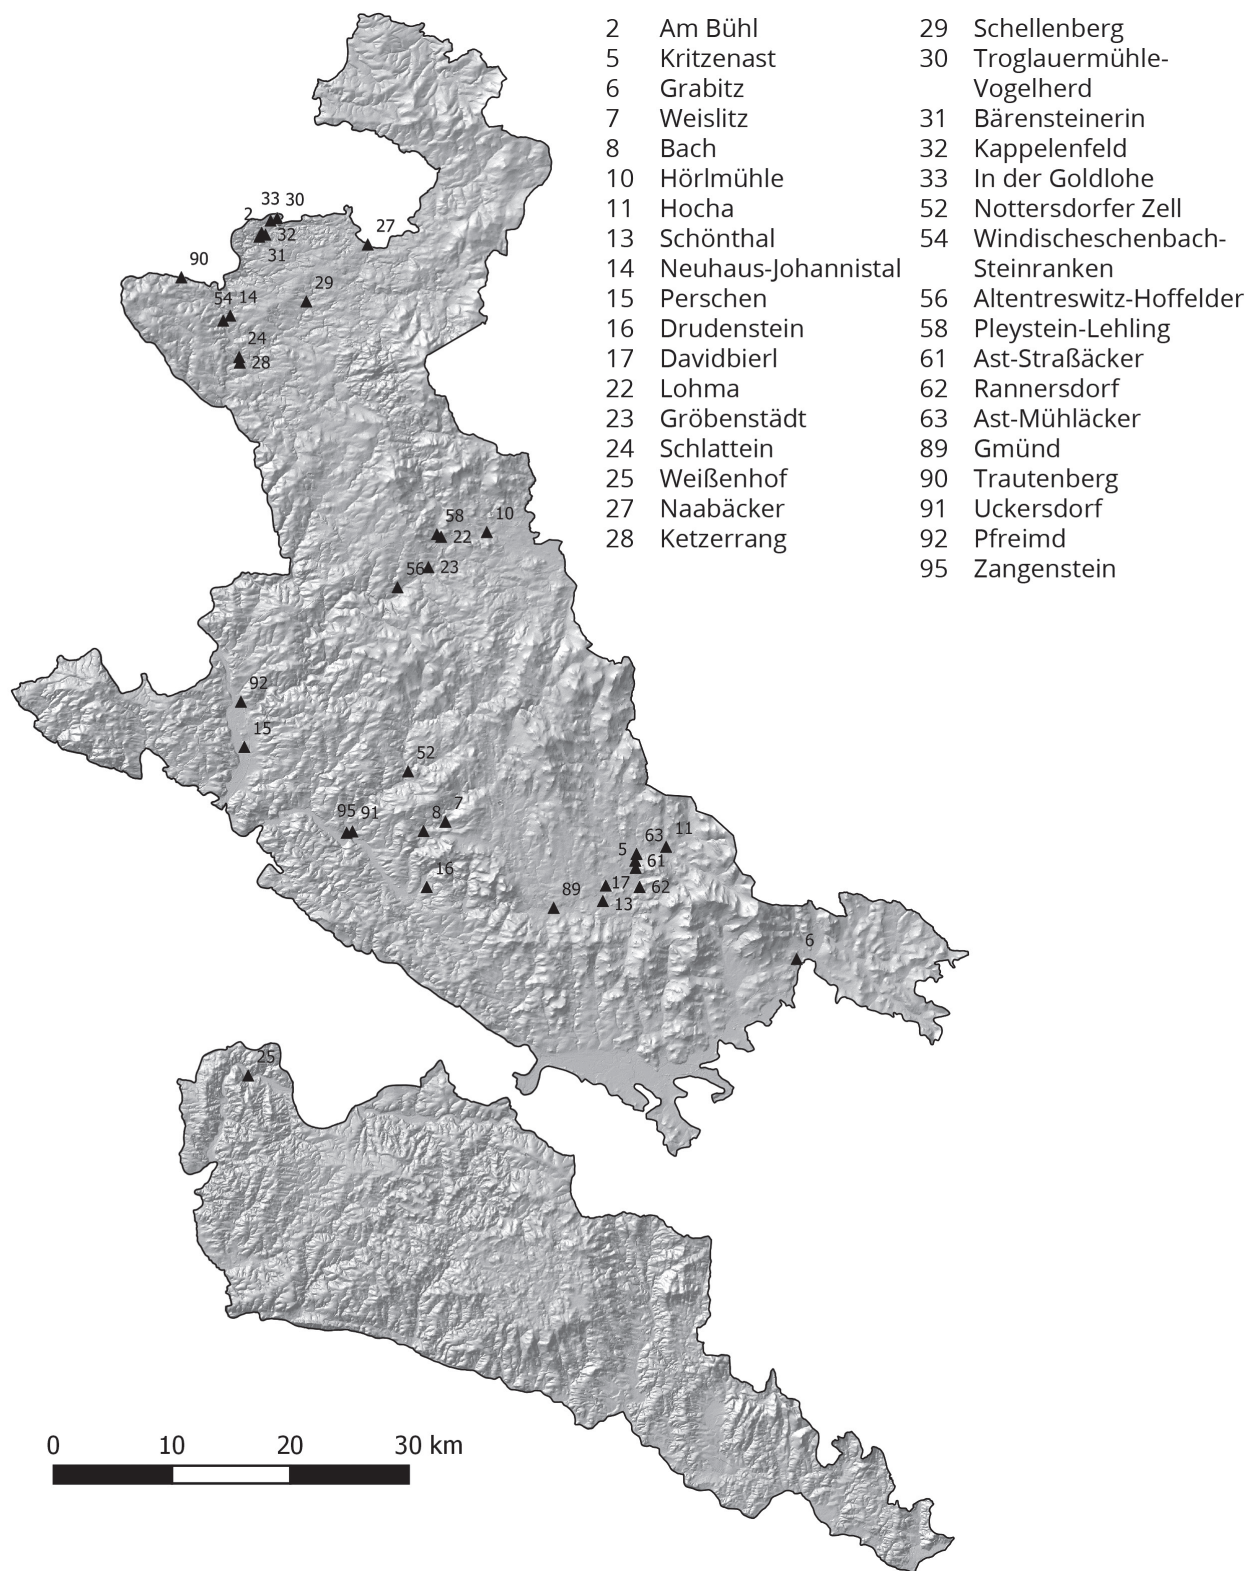 2 Am Bühl
5 Kritzenast
6 Grabitz
7 Weislitz
8 Bach
10 Hörlmühle
11 Hocha
13 Schönthal
14 Neuhaus-Johannistal
15 Perschen
16 Drudenstein
17 Davidbierl
22 Lohma
23 Gröbenstädt
24 Schlattein
25 Weißenhof
27 Naabäcker
28 Ketzerrang
29 Schellenberg
30 Troglauermühle-
Vogelherd
31 Bärensteinerin
32 Kappelenfeld
33 In der Goldlohe
52 Nottersdorfer Zell
54 Windischeschenbach-
Steinranken
56 Altentreswitz-Hoffelder
58 Pleystein-Lehling
61 Ast-Straßäcker
62 Rannersdorf
63 Ast-Mühläcker
89 Gmünd
90 Trautenberg
91 Uckersdorf
92 Pfreimd
95 Zangenstein
33 30
2
32
27
31
90
29
54 14
24
28
58 10
22
56 23
92
15
52
95 91 8 7
63 11
5
61
16
17 62
89
13
6
25
0 10 20 30 km